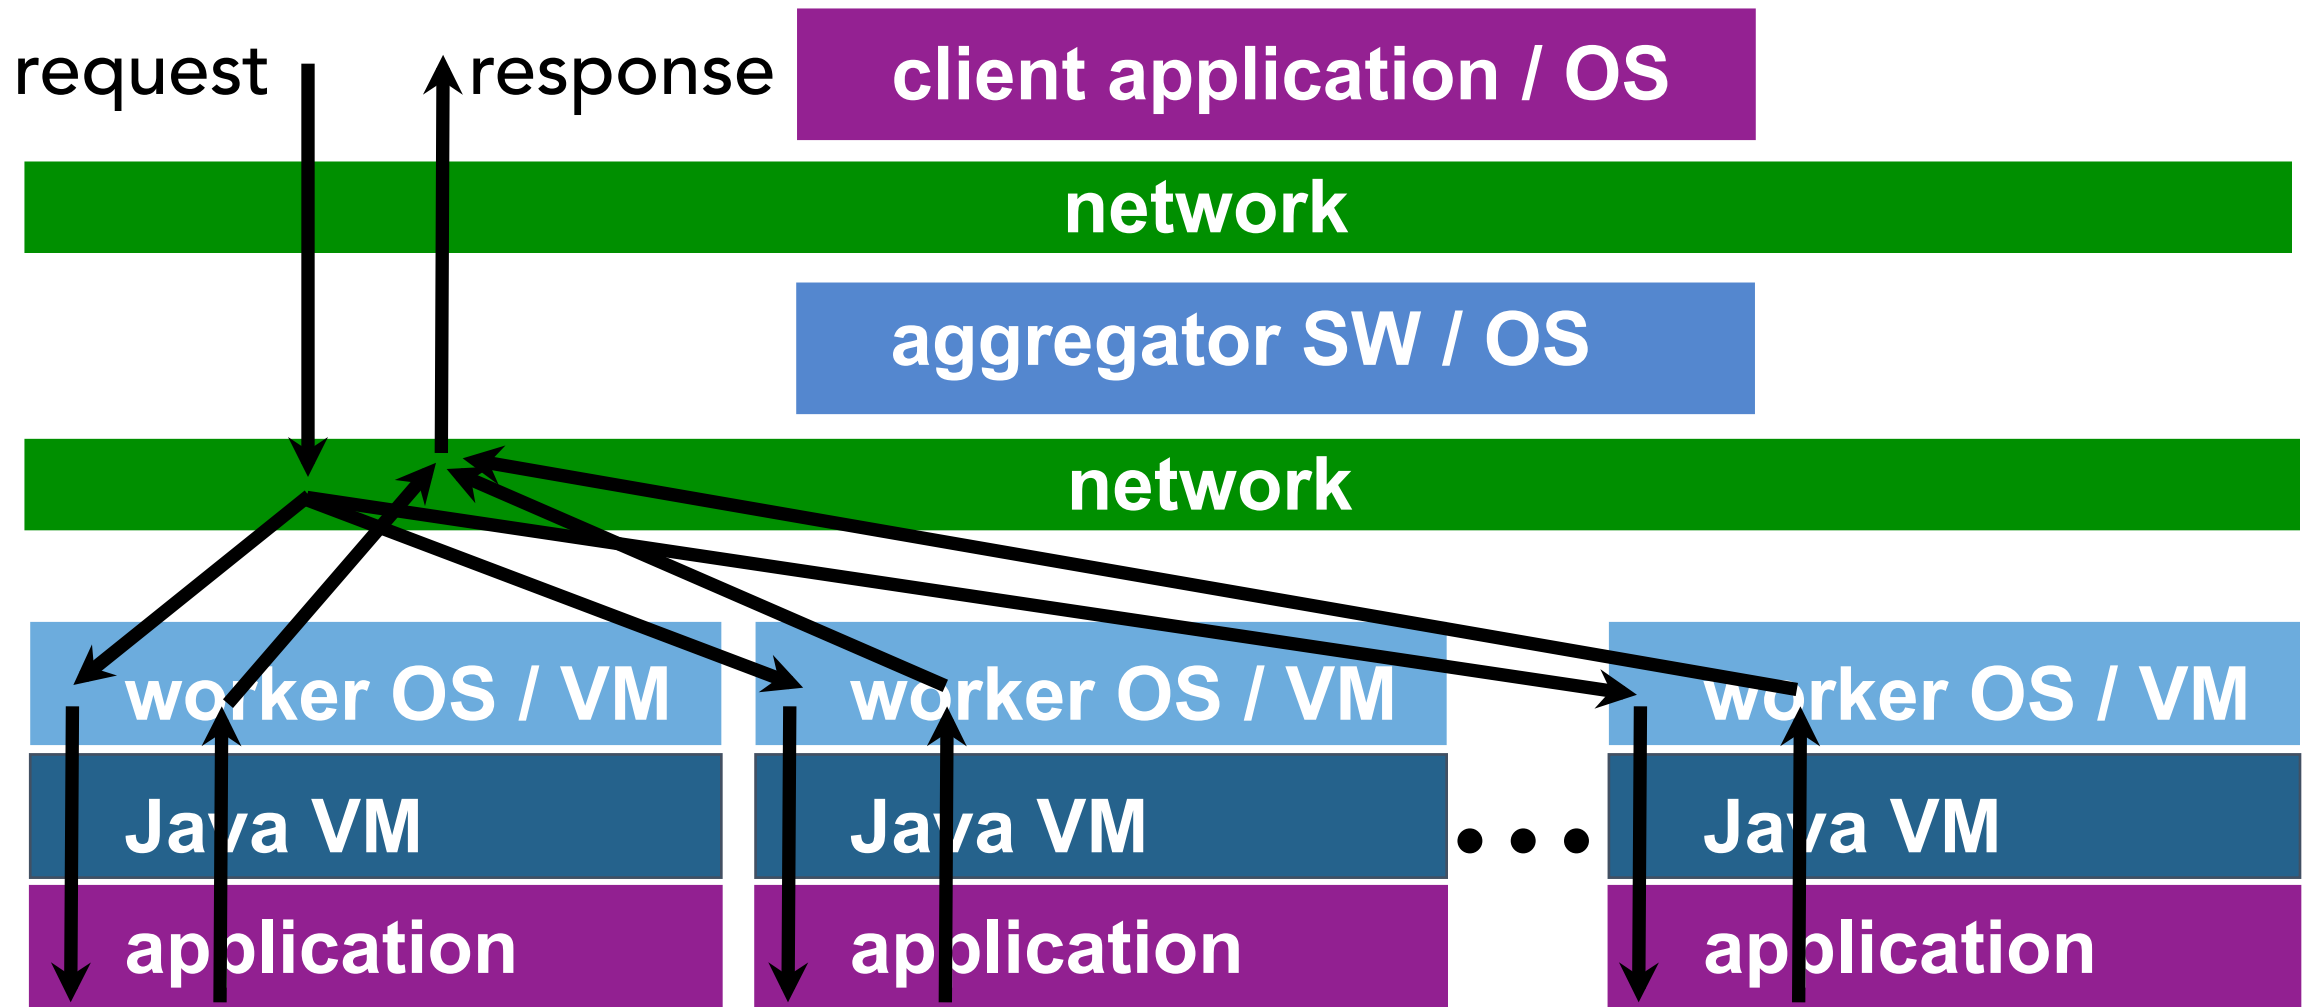 request
response
client application / OS
network
aggregator SW / OS
network
worker OS / VM
worker OS / VM
worker OS / VM
Java VM
Java VM
...
Java VM
application
application
application